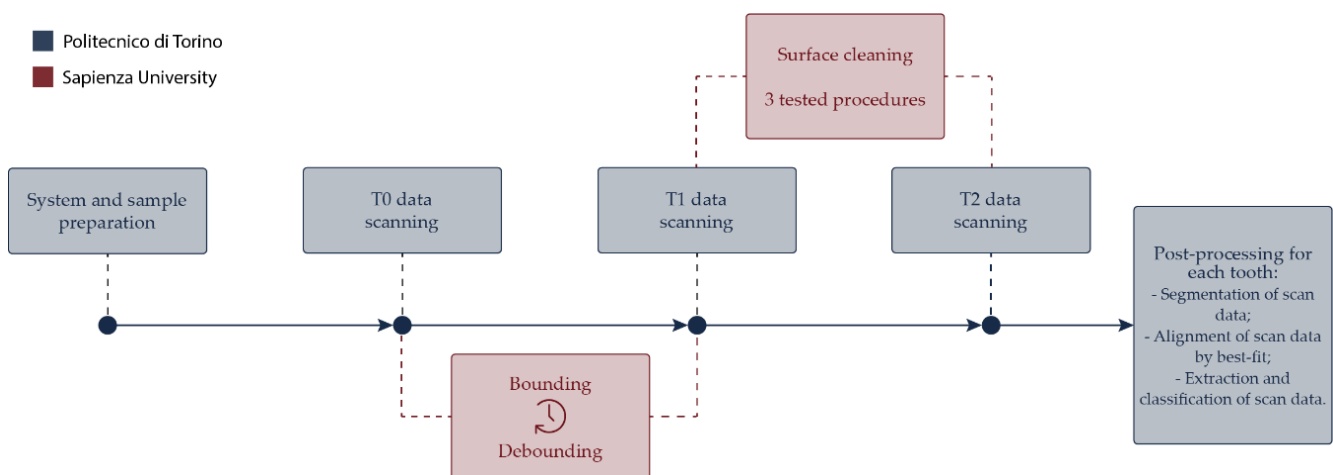 Politecnico di Torino
Sapienza University
Surface cleaning
3 tested procedures
System and sample
preparation
T0 data
scanning
T1 data
scanning
T2 data
scanning
Post-processing for
each tooth:
- Segmentation of scan
data;
- Alignment of scan data
by best-fit;
- Extraction and
classification of scan data.
Bounding
Debounding